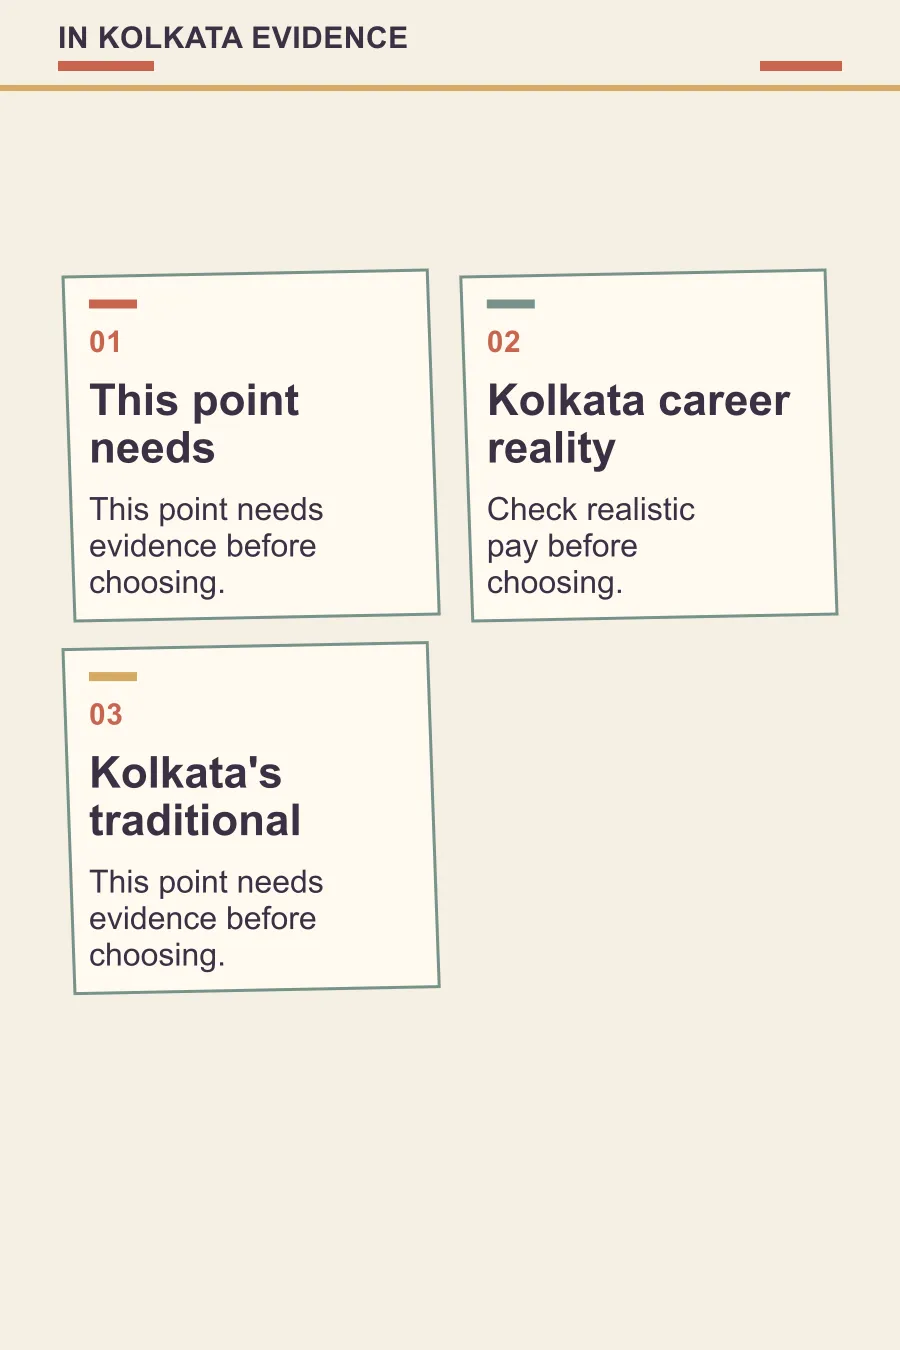 IN KOLKATA EVIDENCE
01
This point
needs
This point needs
evidence before
choosing.
02
Kolkata career
reality
Check realistic
pay before
choosing.
03
Kolkata's
traditional
This point needs
evidence before
choosing.